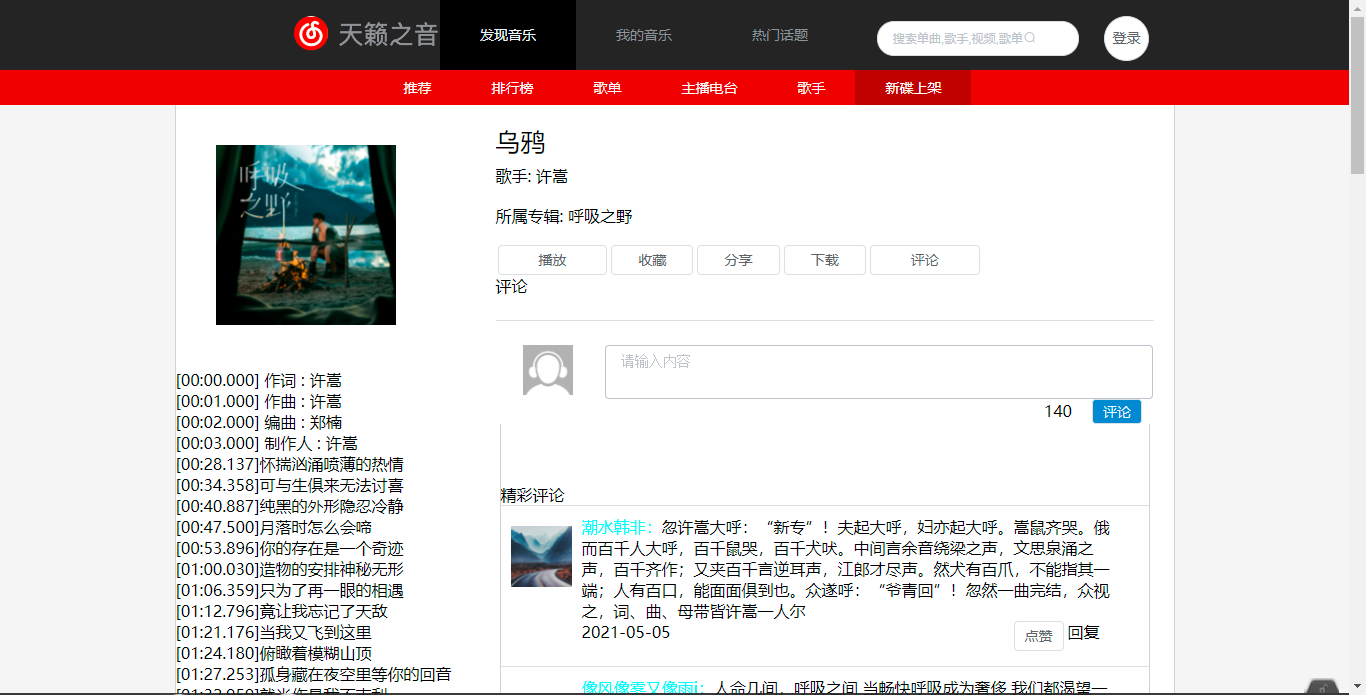 天籁之音
发现音乐
我的音乐
热门话题
搜索单曲,歌手,视频,歌单
登录
推荐
排行榜
歌单
主播电台
歌手
新碟上架
呼吸
之野
乌鸦
歌手: 许嵩
所属专辑: 呼吸之野
播放
收藏
分享
下载
评论
评论
请输入内容
140
评论
[00:00.000] 作词 : 许嵩
[00:01.000] 作曲 : 许嵩
[00:02.000] 编曲 : 郑楠
[00:03.000] 制作人 : 许嵩
[00:28.137]怀揣汹涌喷薄的热情
[00:34.358]可与生俱来无法讨喜
[00:40.887]纯黑的外形隐忍冷静
[00:47.500]月落时怎么会啼
[00:53.896]你的存在是一个奇迹
[01:00.030]造物的安排神秘无形
[01:06.359]只为了再一眼的相遇
[01:12.796]竟让我忘记了天敌
[01:21.176]当我又飞到这里
[01:24.180]俯瞰着模糊山顶
[01:27.253]孤身藏在夜空里等你的回音
精彩评论
潮水韩非：忽许嵩大呼：“新专”！夫起大呼，妇亦起大呼。嵩鼠齐哭。俄
而百千人大呼，百千鼠哭，百千犬吠。中间言余音绕梁之声，文思泉涌之
声，百千齐作；又夹百千言逆耳声，江郎才尽声。然犬有百爪，不能指其一
端；人有百口，能面面俱到也。众遂呼：“爷青回”！忽然一曲完结，众视
之，词、曲、母带皆许嵩一人尔
2021-05-05
点赞
回复
像风像雾又像雨i：人命几间，呼吸之间 当畅快呼吸成为奢侈 我们都渴望一